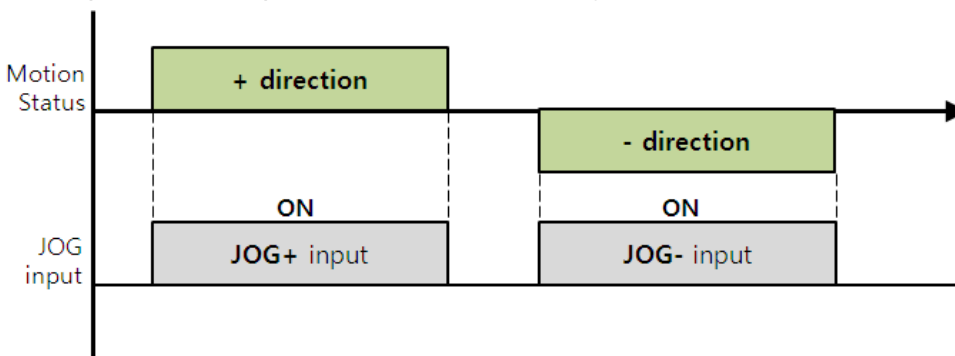 Motion
Status
+ direction
- direction
ON
ON
JOG
input
JOG+ input
JOG- input